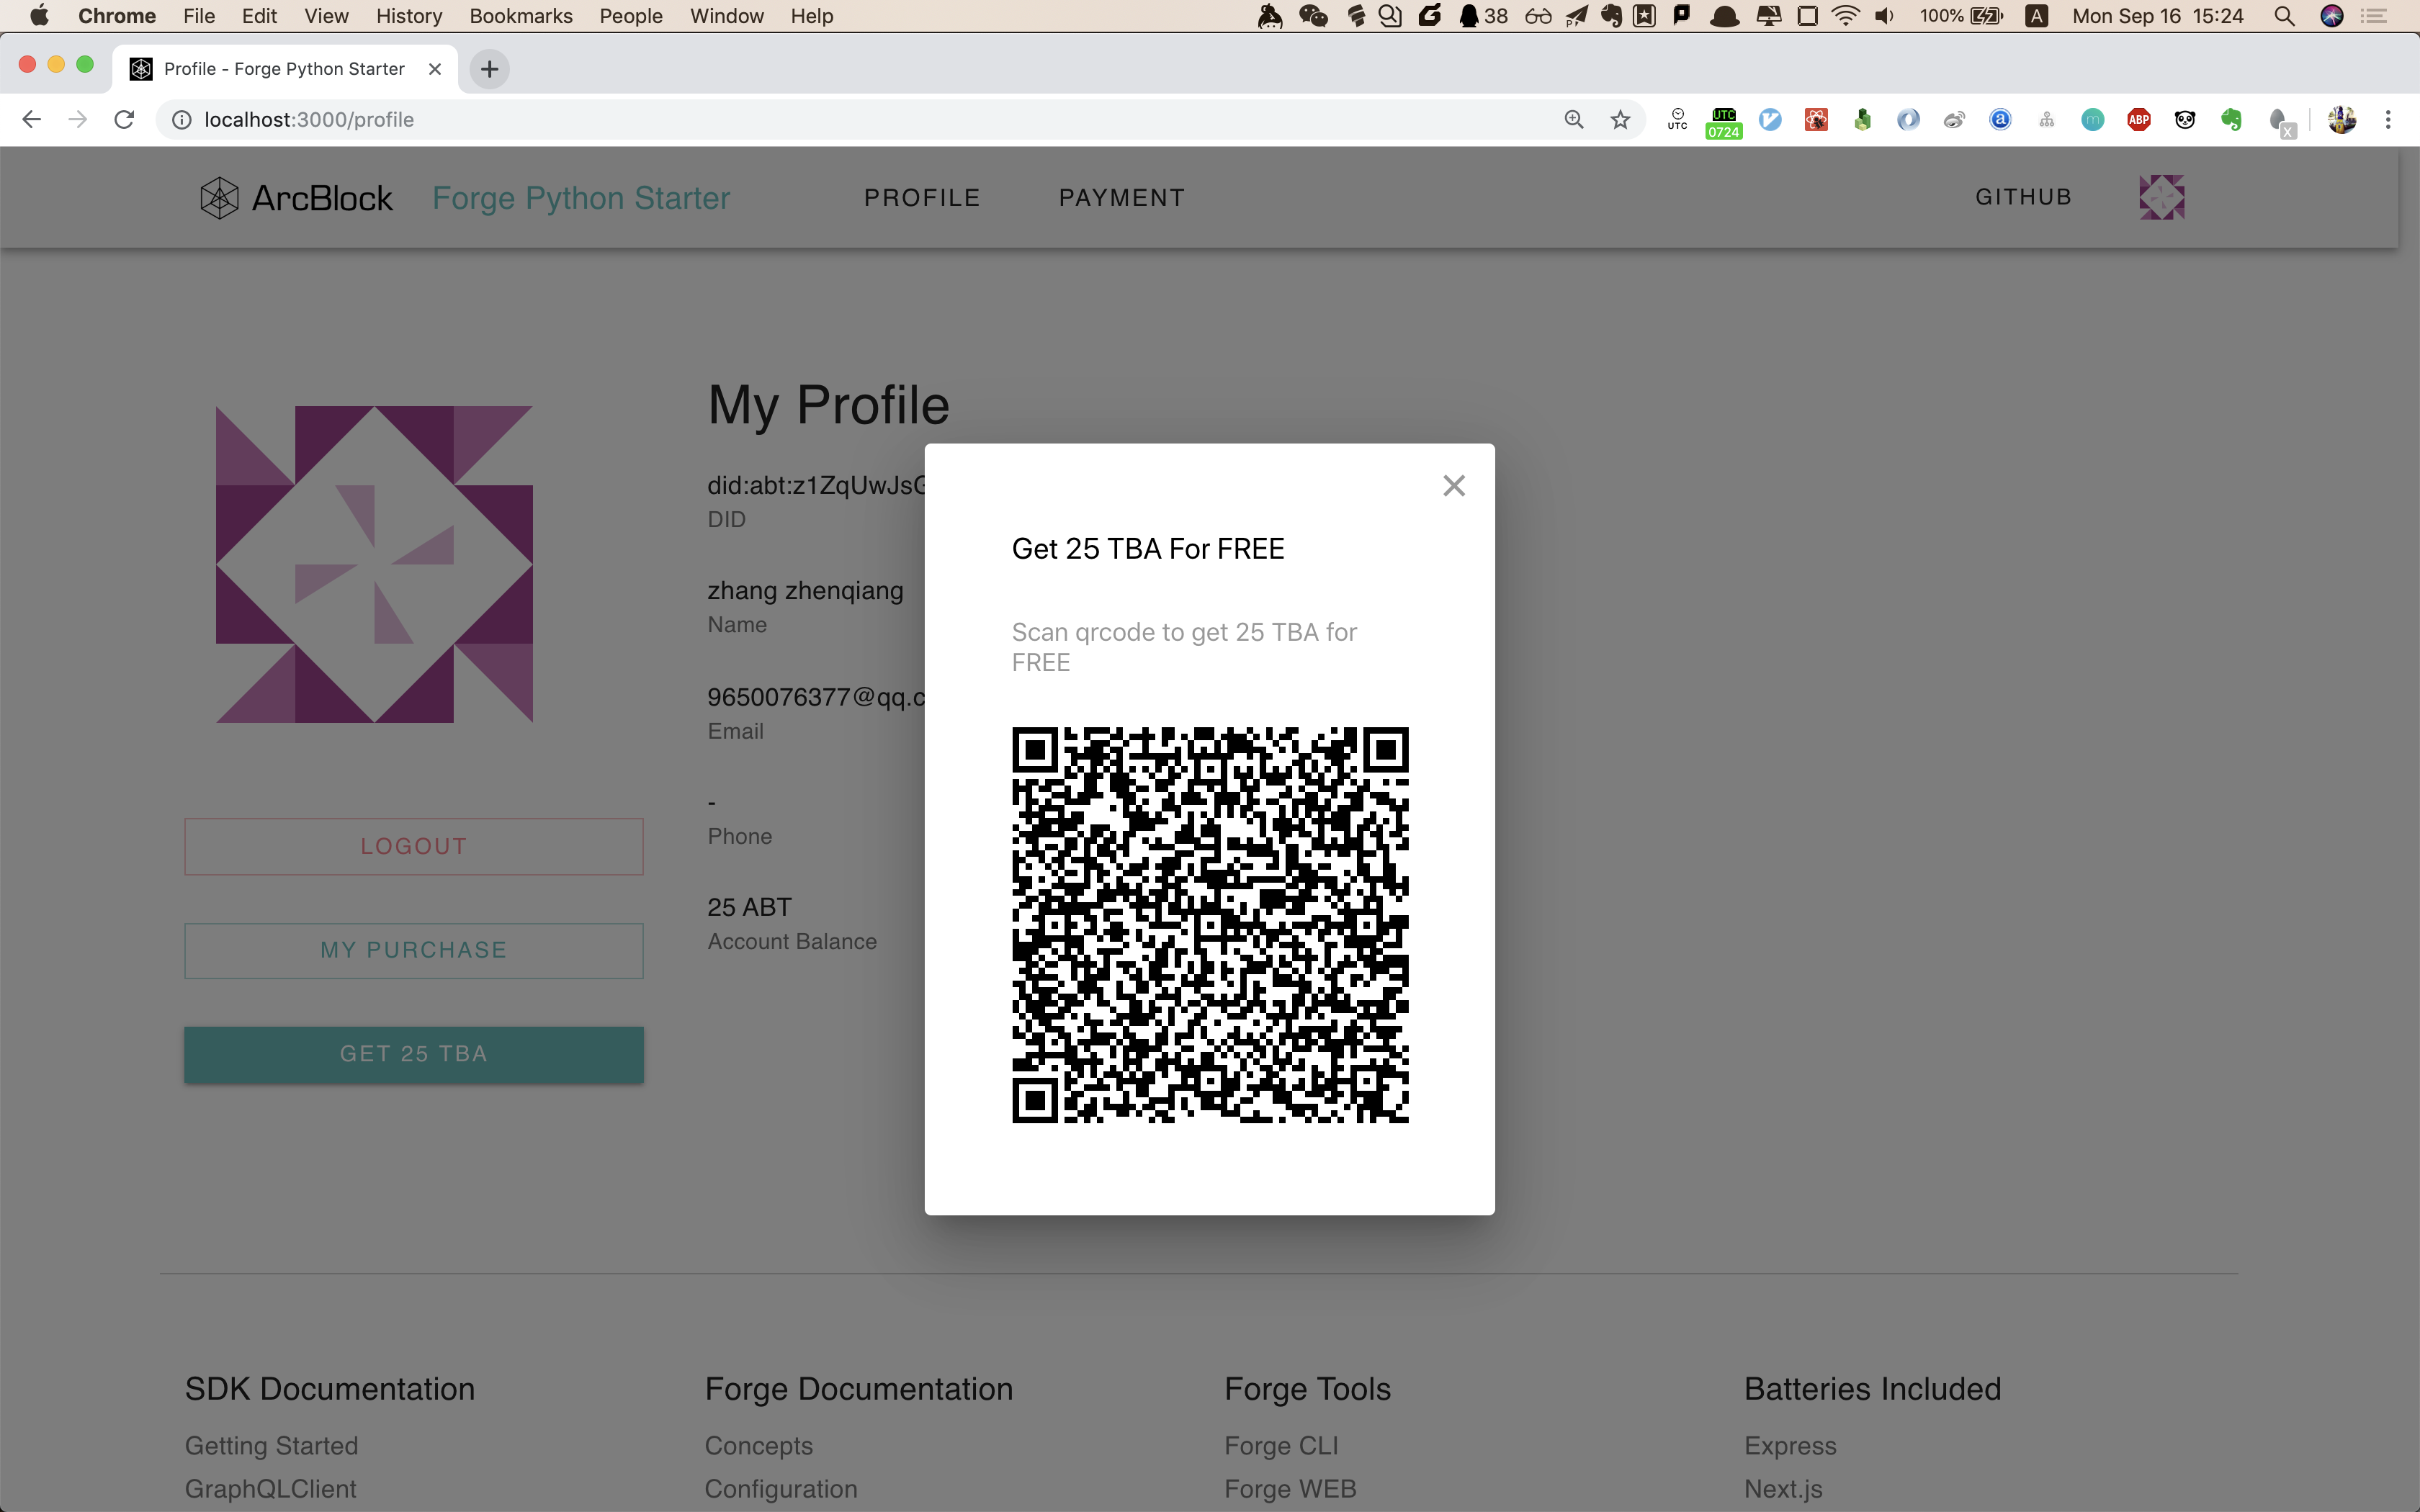 Chrome File Edit View History Bookmarks People Window Help 38 100% A Mon Sep 16 15:24
Profile - Forge Python Starter
localhost:3000/profile UTC UTC 0724 ABP
ArcBlock Forge Python Starter PROFILE PAYMENT GITHUB
My Profile
did:abt:z1ZqUwJsG
DID
zhang zhenqiang
Name
9650076377@qq.c
Email
-
Phone
25 ABT
Account Balance
LOGOUT
MY PURCHASE
GET 25 TBA
Get 25 TBA For FREE
Scan qrcode to get 25 TBA for
FREE
SDK Documentation Forge Documentation Forge Tools Batteries Included
Getting Started Concepts Forge CLI Express
GraphQLClient Configuration Forge WEB Next.js